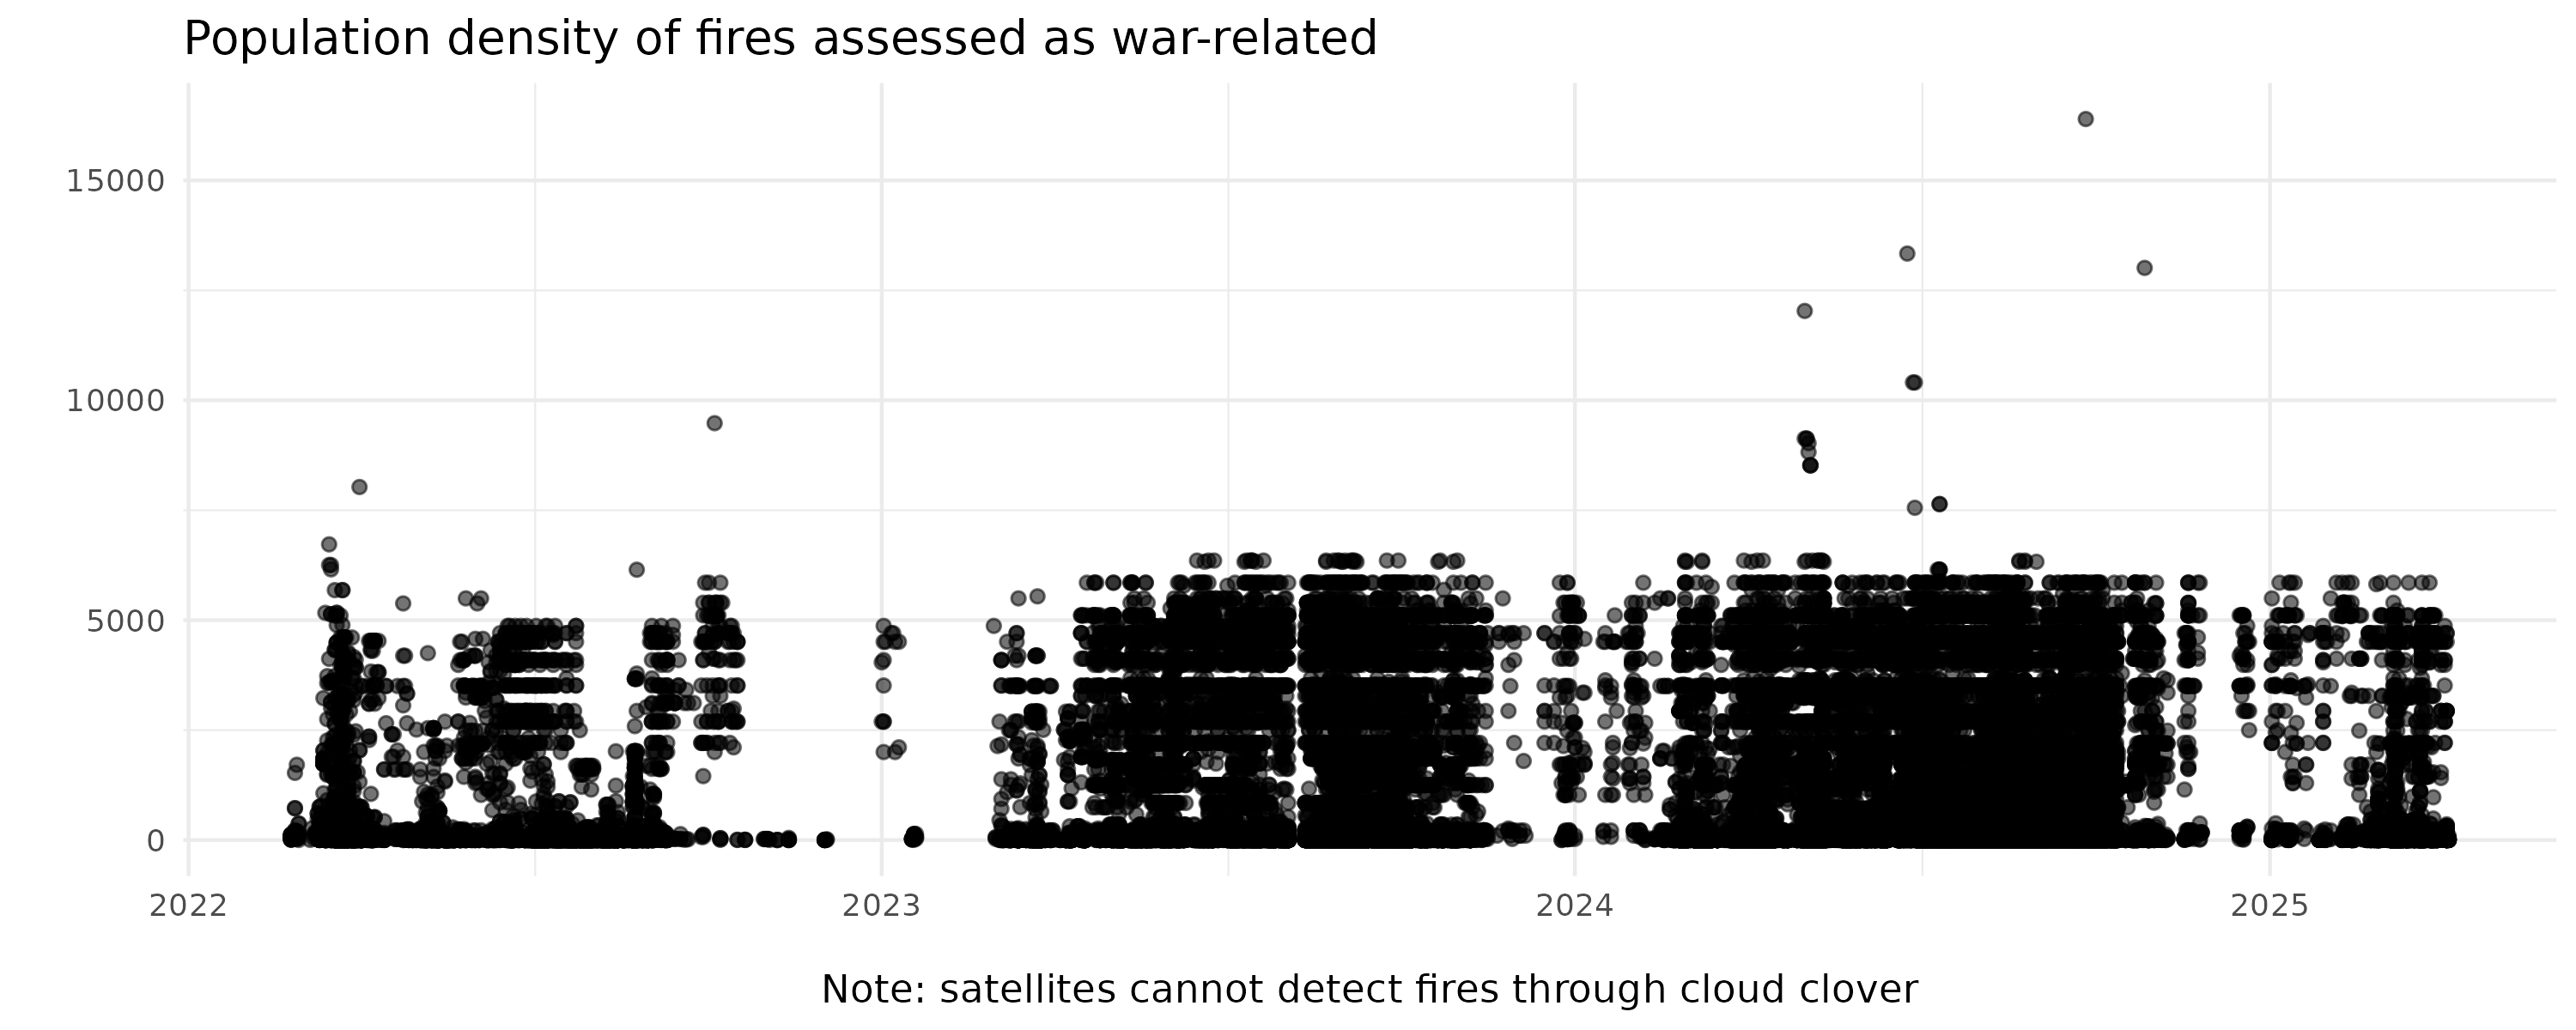 Population density of fires assessed as war-related
15000
10000
5000
0
2022 2023 2024 2025
Note: satellites cannot detect fires through cloud clover